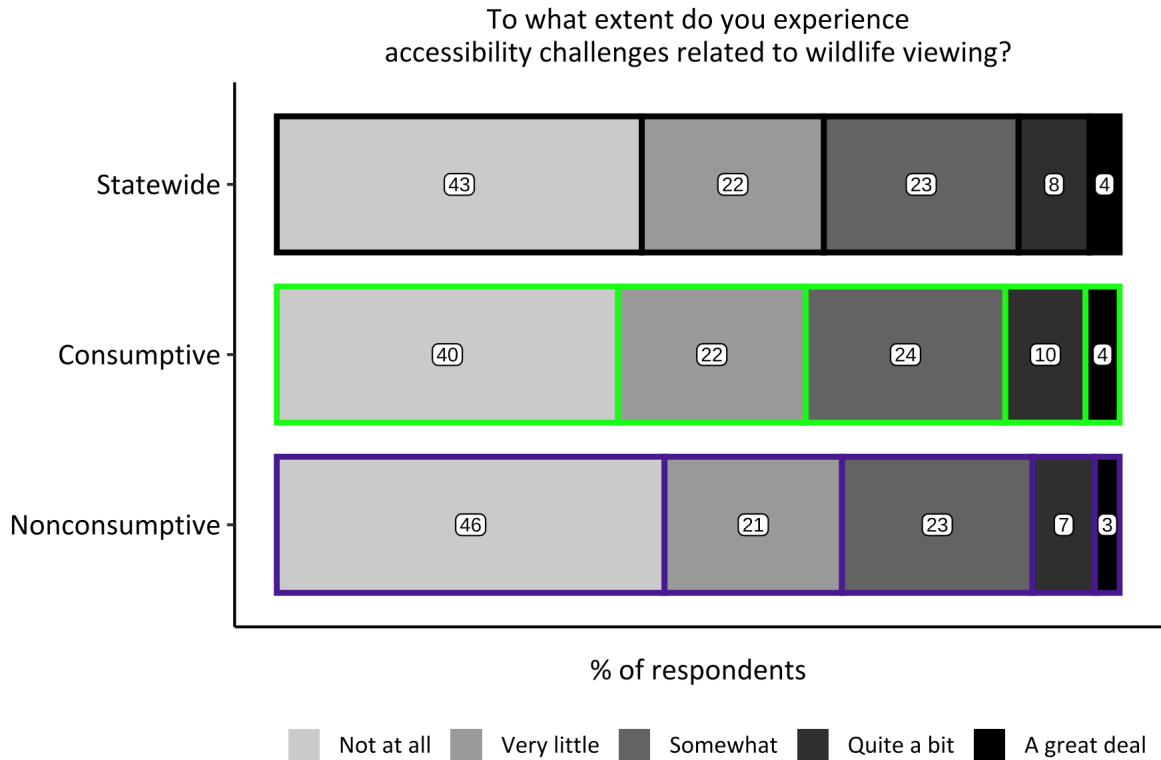 To what extent do you experience
accessibility challenges related to wildlife viewing?
Statewide 43 22 23 8 4
Consumptive 40 22 24 10 4
Nonconsumptive 46 21 23 7 3
% of respondents
Not at all Very little Somewhat Quite a bit A great deal